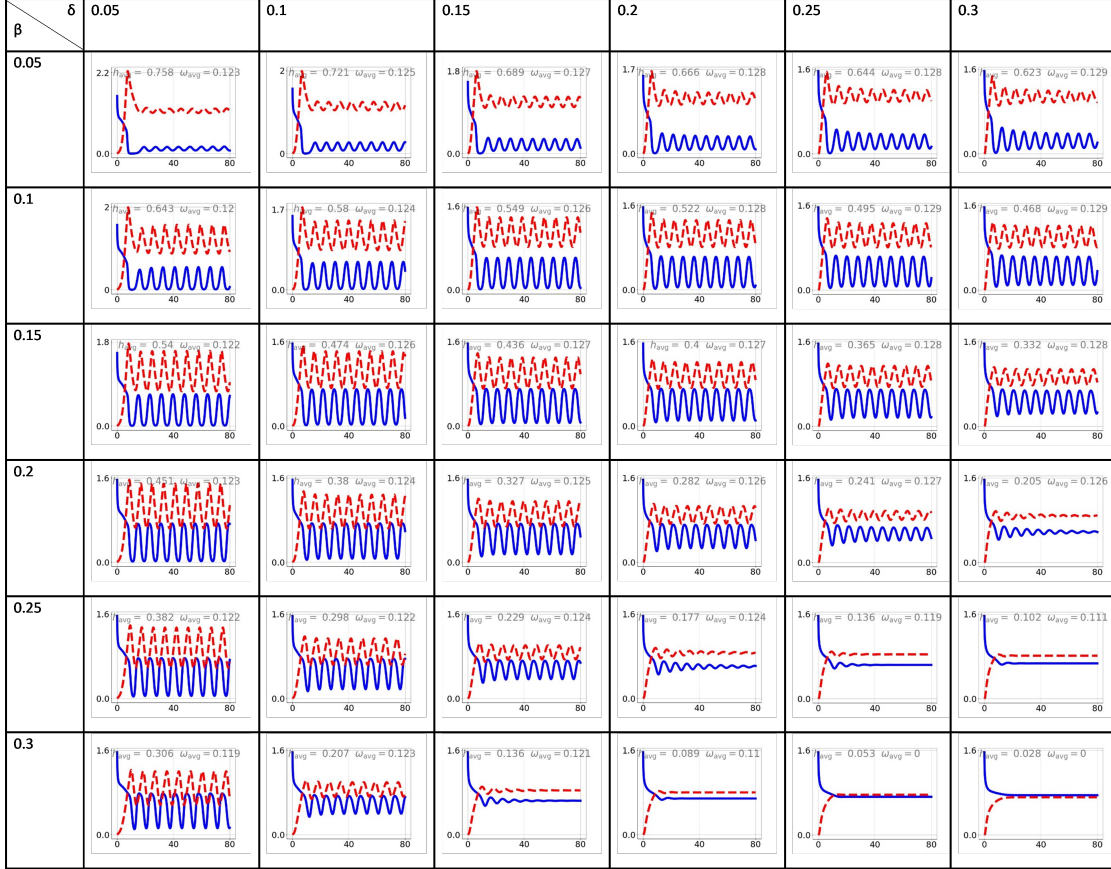 δ 0.05 0.1 0.15 0.2 0.25 0.3
β
0.05
h_avg = 0.758 ω_avg = 0.123
2.2
0.0
0 40 80
h_avg = 0.721 ω_avg = 0.125
2
0.0
0 40 80
h_avg = 0.689 ω_avg = 0.127
1.8
0.0
0 40 80
h_avg = 0.666 ω_avg = 0.128
1.6
0.0
0 40 80
h_avg = 0.644 ω_avg = 0.128
1.6
0.0
0 40 80
h_avg = 0.623 ω_avg = 0.129
1.6
0.0
0 40 80
0.1
h_avg = 0.643 ω_avg = 0.12
2
0
0 40 80
h_avg = 0.58 ω_avg = 0.124
1.7
0.0
0 40 80
h_avg = 0.549 ω_avg = 0.126
1.6
0.0
0 40 80
h_avg = 0.522 ω_avg = 0.128
1.6
0.0
0 40 80
h_avg = 0.495 ω_avg = 0.129
1.6
0.0
0 40 80
h_avg = 0.468 ω_avg = 0.129
1.6
0.0
0 40 80
0.15
h_avg = 0.54 ω_avg = 0.122
1.8
0.0
0 40 80
h_avg = 0.474 ω_avg = 0.126
1.6
0.0
0 40 80
h_avg = 0.436 ω_avg = 0.127
1.6
0.0
0 40 80
h_avg = 0.4 ω_avg = 0.127
1.6
0.0
0 40 80
h_avg = 0.365 ω_avg = 0.128
1.6
0.0
0 40 80
h_avg = 0.332 ω_avg = 0.128
1.6
0.0
0 40 80
0.2
h_avg = 0.451 ω_avg = 0.123
1.6
0.0
0 40 80
h_avg = 0.38 ω_avg = 0.124
1.6
0.0
0 40 80
h_avg = 0.327 ω_avg = 0.125
1.6
0.0
0 40 80
h_avg = 0.282 ω_avg = 0.126
1.6
0.0
0 40 80
h_avg = 0.241 ω_avg = 0.127
1.6
0.0
0 40 80
h_avg = 0.205 ω_avg = 0.126
1.6
0.0
0 40 80
0.25
h_avg = 0.382 ω_avg = 0.122
1.6
0.0
0 40 80
h_avg = 0.298 ω_avg = 0.122
1.6
0.0
0 40 80
h_avg = 0.229 ω_avg = 0.124
1.6
0.0
0 40 80
h_avg = 0.177 ω_avg = 0.124
1.6
0.0
0 40 80
h_avg = 0.136 ω_avg = 0.119
1.6
0.0
0 40 80
h_avg = 0.102 ω_avg = 0.111
1.6
0.0
0 40 80
0.3
h_avg = 0.306 ω_avg = 0.119
1.6
0.0
0 40 80
h_avg = 0.207 ω_avg = 0.123
1.6
0.0
0 40 80
h_avg = 0.136 ω_avg = 0.121
1.6
0.0
0 40 80
h_avg = 0.089 ω_avg = 0.11
1.6
0.0
0 40 80
h_avg = 0.053 ω_avg = 0
1.6
0.0
0 40 80
h_avg = 0.028 ω_avg = 0
1.6
0.0
0 40 80